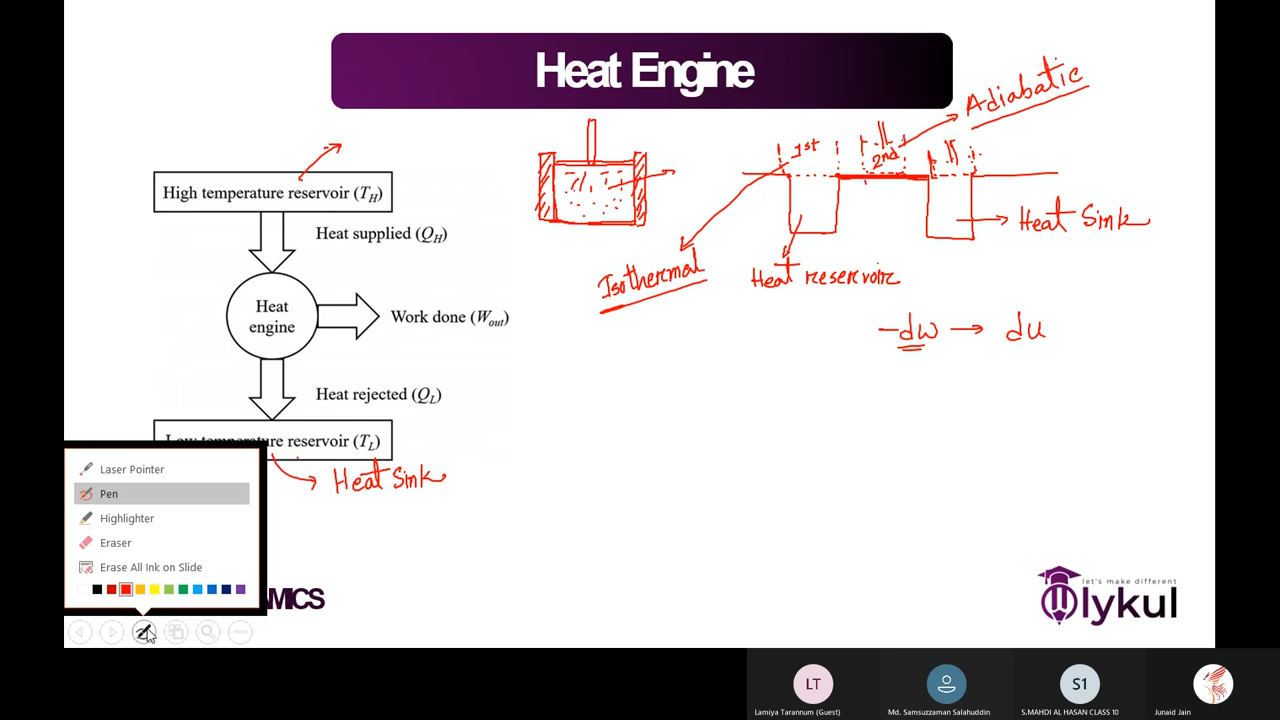 Heat Engine
Adiabatic
1st
2nd
High temperature reservoir (T_H)
Heat supplied (Q_H)
Heat Sink
Isothermal
Heat reservoir
Heat
engine
Work done (W_out)
-dw → du
Heat rejected (Q_L)
Low temperature reservoir (T_L)
Heat Sink
Laser Pointer
Pen
Highlighter
Eraser
Erase All Ink on Slide
MICS
let's make different
lykul
LT
S1
Lamiya Tarannum (Guest)
Md. Samsuzzaman Salahuddin
S.MAHDI AL HASAN CLASS 10
Junaid Jain